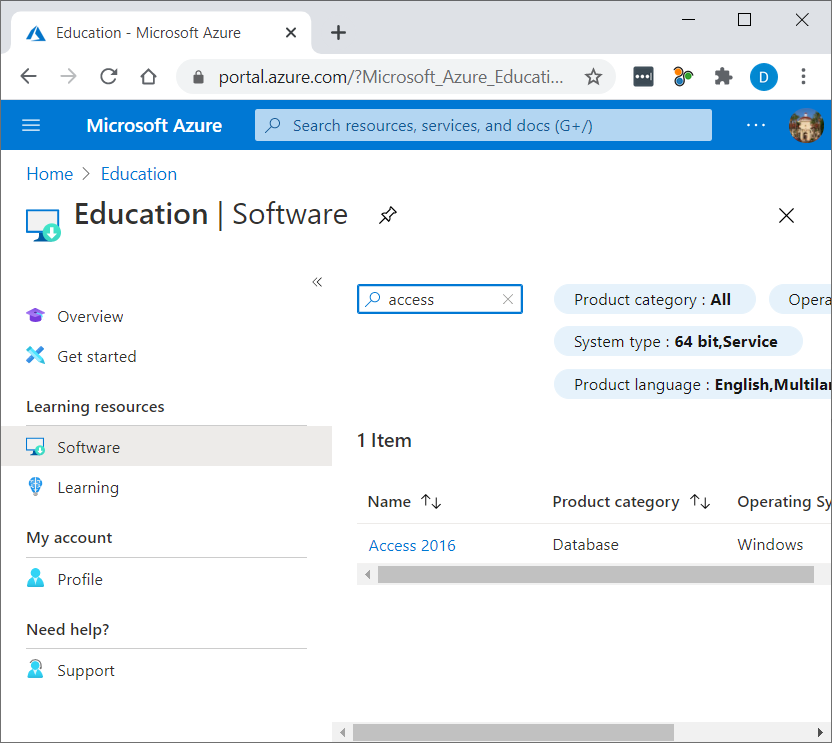 Education - Microsoft Azure
portal.azure.com/?Microsoft_Azure_Educati...
D
Microsoft Azure
Search resources, services, and docs (G+/)
Home > Education
Education | Software
«
Overview
Get started
Learning resources
Software
Learning
My account
Profile
Need help?
Support
access
Product category : All
Opera
System type : 64 bit,Service
Product language : English,Multilan
1 Item
Name Product category Operating Sy
Access 2016 Database Windows